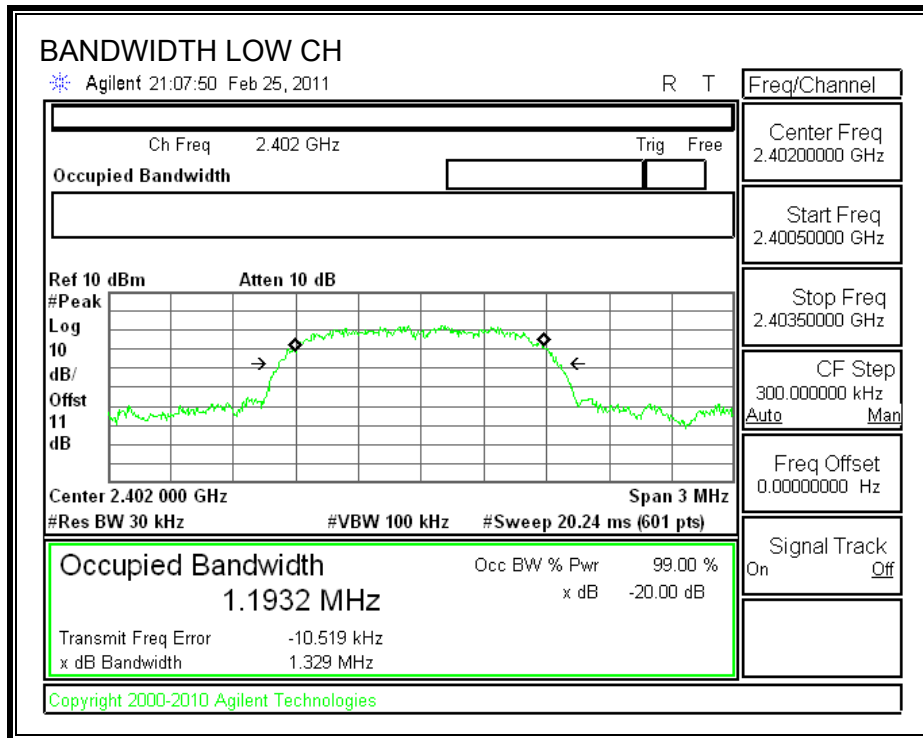 BANDWIDTH LOW CH
Agilent 21:07:50 Feb 25, 2011 R T
Freq/Channel
Ch Freq 2.402 GHz Trig Free
Occupied Bandwidth
Center Freq
2.40200000 GHz
Start Freq
2.40050000 GHz
Stop Freq
2.40350000 GHz
CF Step
300.000000 kHz
Auto Man
Freq Offset
0.00000000 Hz
Signal Track
On Off
Ref 10 dBm Atten 10 dB
#Peak
Log
10
dB/
Offst
11
dB
Center 2.402 000 GHz Span 3 MHz
#Res BW 30 kHz #VBW 100 kHz #Sweep 20.24 ms (601 pts)
Occupied Bandwidth
1.1932 MHz
Occ BW % Pwr 99.00 %
x dB -20.00 dB
Transmit Freq Error -10.519 kHz
x dB Bandwidth 1.329 MHz
Copyright 2000-2010 Agilent Technologies